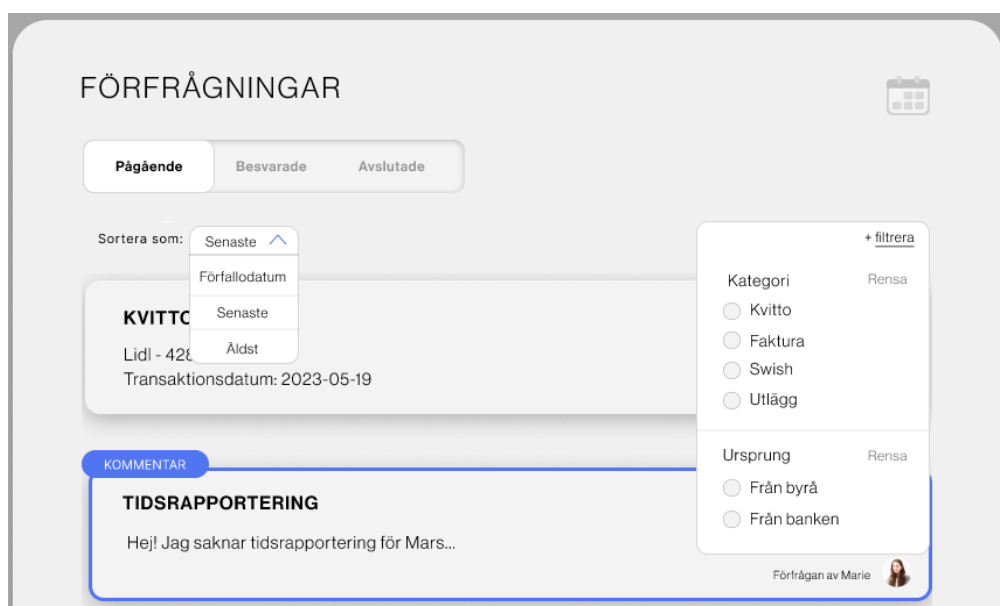 FÖRFRÅGNINGAR
Pågående Besvarade Avslutade
Sortera som: Senaste
Förfallodatum
Senaste
Äldst
+ filtrera
Kategori Rensa
Kvitto
Faktura
Swish
Utlägg
Ursprung Rensa
Från byrå
Från banken
KVITTO
Lidl - 428
Transaktionsdatum: 2023-05-19
KOMMENTAR
TIDSRAPPORTERING
Hej! Jag saknar tidsrapportering för Mars...
Förfrågan av Marie